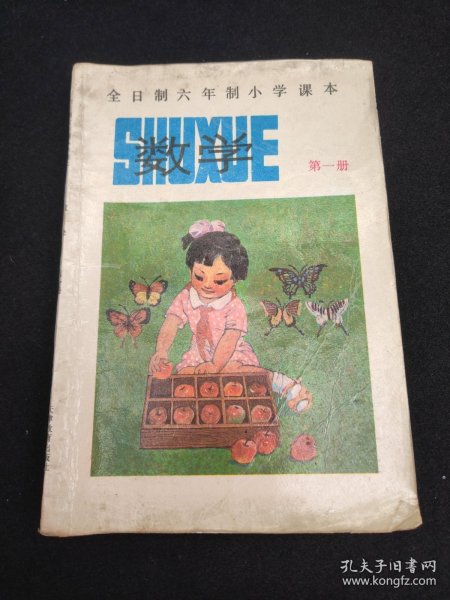 全日制六年制小学课本
SHUXUE
数学
第一册
孔夫子旧书网
www.kongfz.com